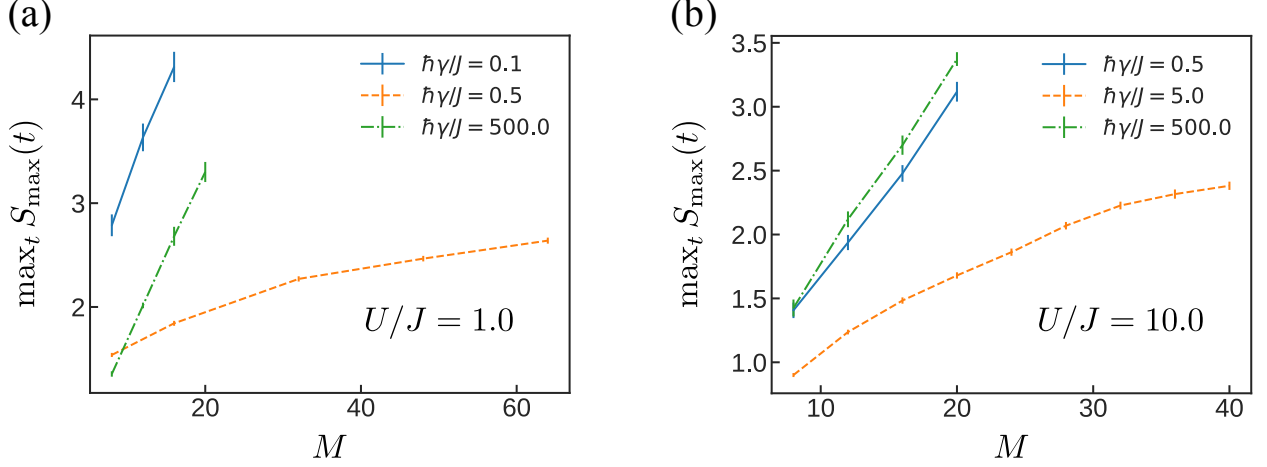 (a)
4
3
2
max_t S_max(t)
ħγ/J = 0.1
ħγ/J = 0.5
ħγ/J = 500.0
U/J = 1.0
20
40
60
M
(b)
3.5
3.0
2.5
2.0
1.5
1.0
max_t S_max(t)
ħγ/J = 0.5
ħγ/J = 5.0
ħγ/J = 500.0
U/J = 10.0
10
20
30
40
M